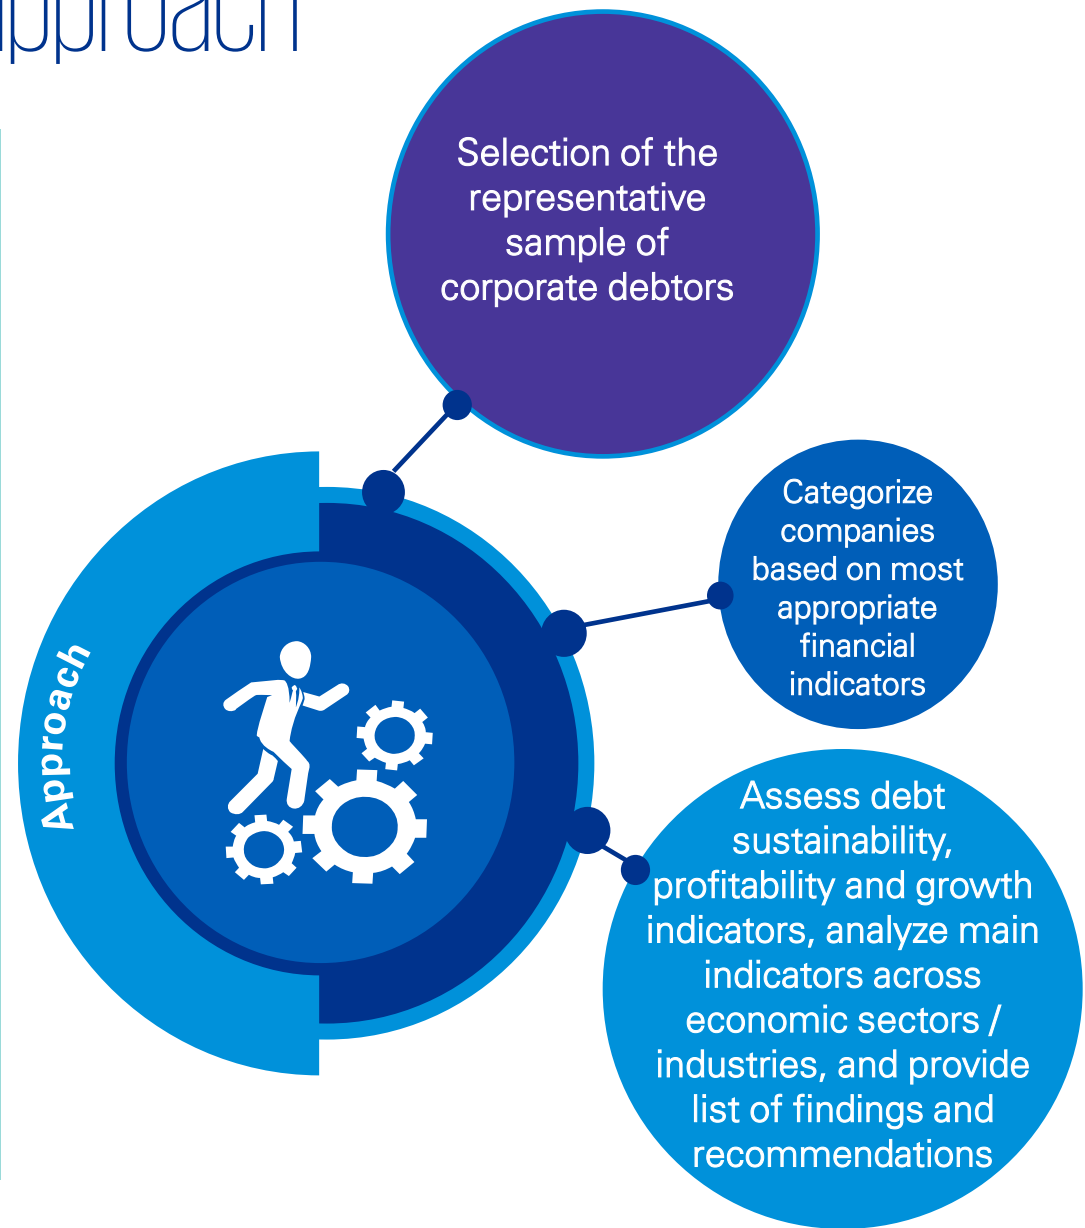 approach
Selection of the
representative
sample of
corporate debtors
Categorize
companies
based on most
appropriate
financial
indicators
Approach
Assess debt
sustainability,
profitability and growth
indicators, analyze main
indicators across
economic sectors /
industries, and provide
list of findings and
recommendations